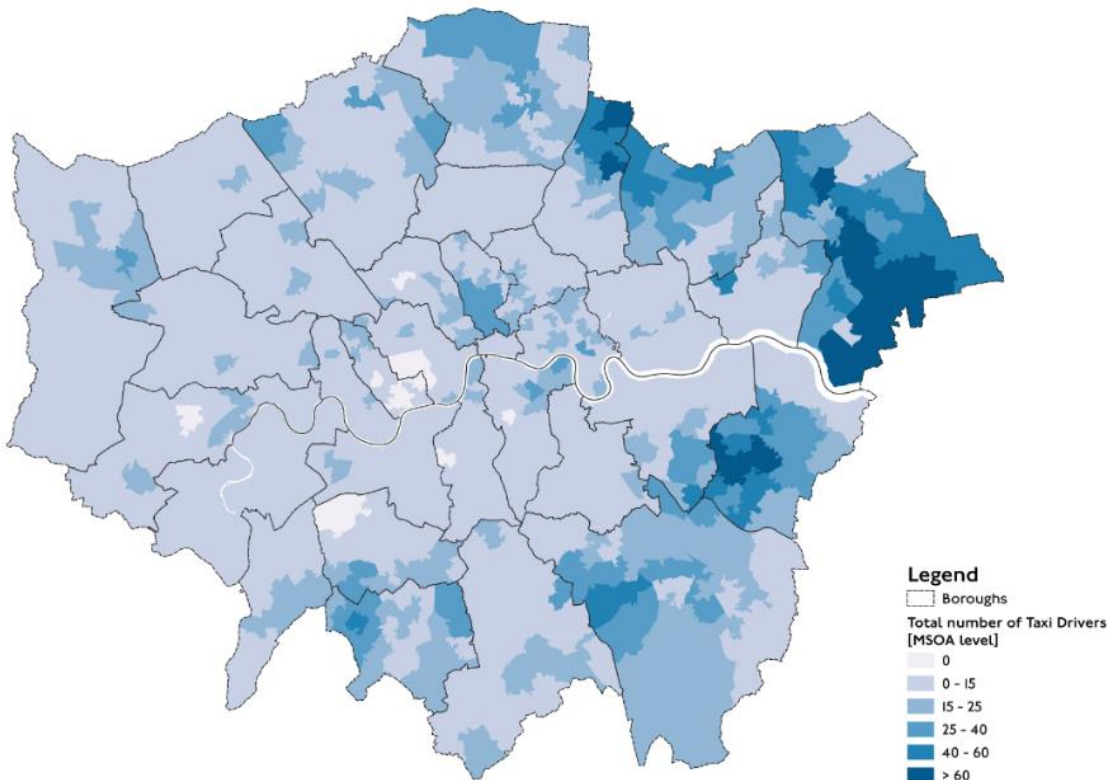 Legend
Boroughs
Total number of Taxi Drivers
[MSOA level]
0
0 - 15
15 - 25
25 - 40
40 - 60
> 60